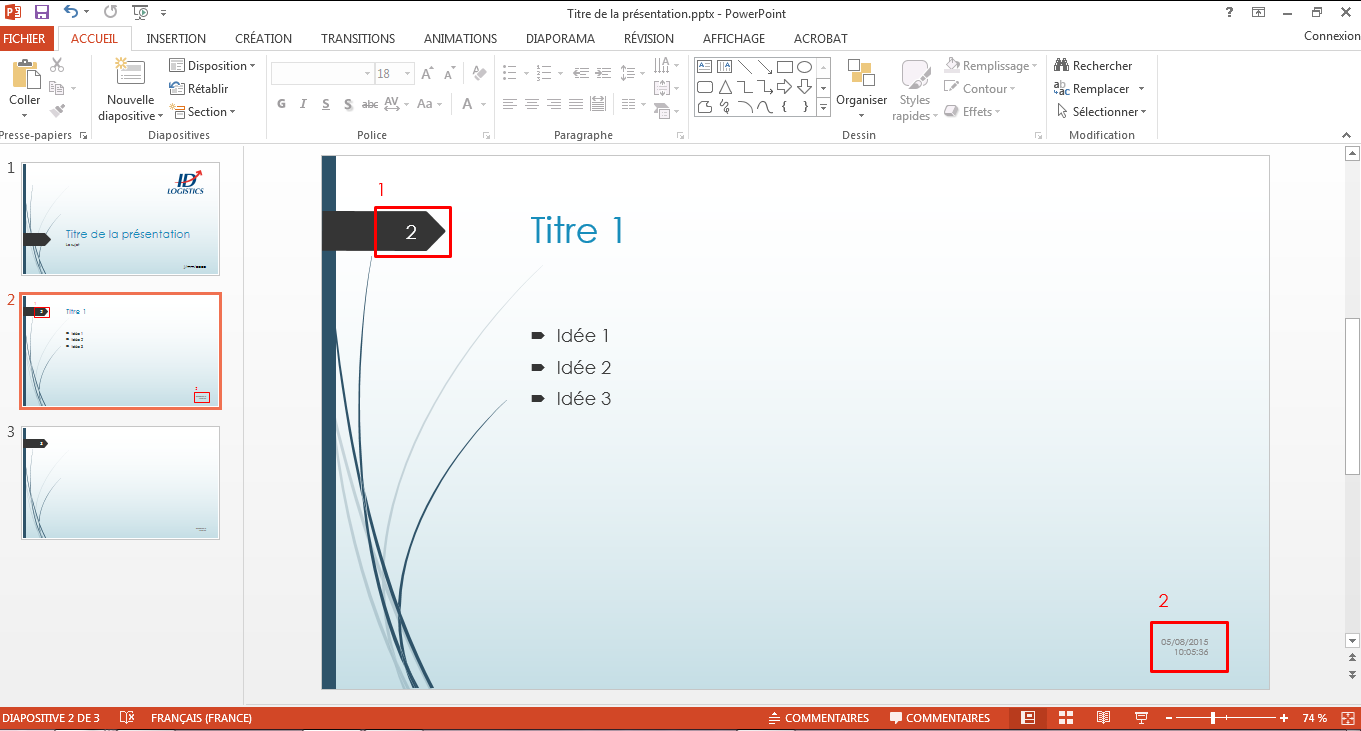 Titre de la présentation.pptx - PowerPoint
?
FICHIER ACCUEIL INSERTION CRÉATION TRANSITIONS ANIMATIONS DIAPORAMA RÉVISION AFFICHAGE ACROBAT Connexion
Coller
Presse-papiers
Nouvelle
diapositive
Disposition
Rétablir
Section
Diapositives
18
G I S S abc AV Aa A
Police
Paragraphe
Organiser
Styles
rapides
Remplissage
Contour
Effets
Dessin
Rechercher
Remplacer
Sélectionner
Modification
1
ID
LOGISTICS
Titre de la présentation
Le sujet
2
Titre 1
Idée 1
Idée 2
Idée 3
3
1
2
Titre 1
Idée 1
Idée 2
Idée 3
2
05/08/2015
10:05:36
DIAPOSITIVE 2 DE 3 FRANÇAIS (FRANCE) COMMENTAIRES COMMENTAIRES 74 %